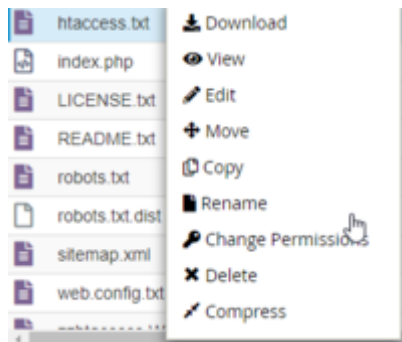 htaccess.txt
index.php
LICENSE.txt
README.txt
robots.txt
robots.txt.dist
sitemap.xml
web.config.txt
Download
View
Edit
Move
Copy
Rename
Change Permissions
Delete
Compress